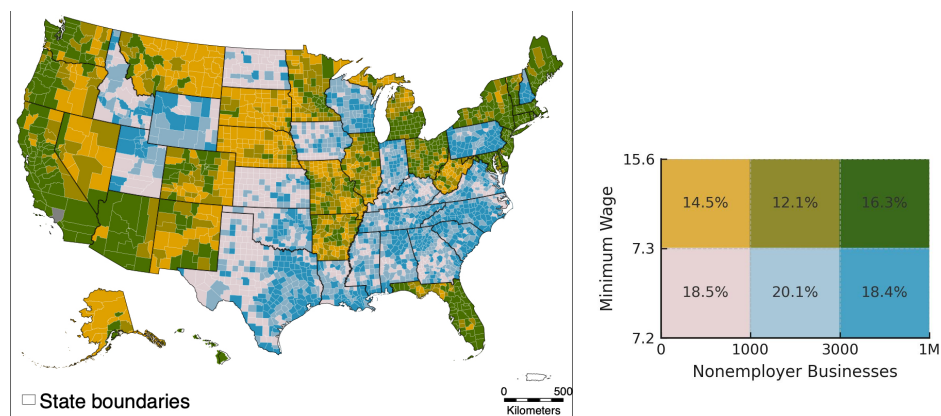 State boundaries
0 500
Kilometers
15.6
7.3
7.2
Minimum Wage
14.5% 12.1% 16.3%
18.5% 20.1% 18.4%
0 1000 3000 1M
Nonemployer Businesses